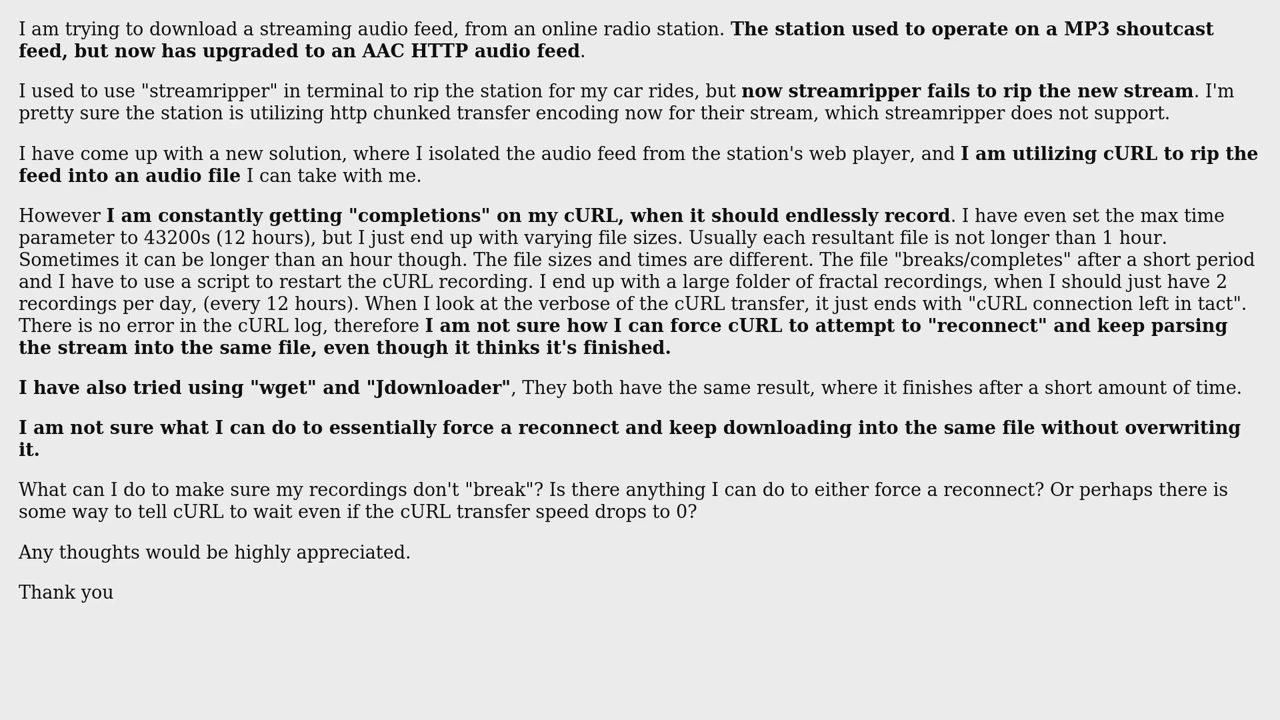 I am trying to download a streaming audio feed, from an online radio station. The station used to operate on a MP3 shoutcast
feed, but now has upgraded to an AAC HTTP audio feed.
I used to use "streamripper" in terminal to rip the station for my car rides, but now streamripper fails to rip the new stream. I'm
pretty sure the station is utilizing http chunked transfer encoding now for their stream, which streamripper does not support.
I have come up with a new solution, where I isolated the audio feed from the station's web player, and I am utilizing cURL to rip the
feed into an audio file I can take with me.
However I am constantly getting "completions" on my cURL, when it should endlessly record. I have even set the max time
parameter to 43200s (12 hours), but I just end up with varying file sizes. Usually each resultant file is not longer than 1 hour.
Sometimes it can be longer than an hour though. The file sizes and times are different. The file "breaks/completes" after a short period
and I have to use a script to restart the cURL recording. I end up with a large folder of fractal recordings, when I should just have 2
recordings per day, (every 12 hours). When I look at the verbose of the cURL transfer, it just ends with "cURL connection left in tact".
There is no error in the cURL log, therefore I am not sure how I can force cURL to attempt to "reconnect" and keep parsing
the stream into the same file, even though it thinks it's finished.
I have also tried using "wget" and "Jdownloader", They both have the same result, where it finishes after a short amount of time.
I am not sure what I can do to essentially force a reconnect and keep downloading into the same file without overwriting
it.
What can I do to make sure my recordings don't "break"? Is there anything I can do to either force a reconnect? Or perhaps there is
some way to tell cURL to wait even if the cURL transfer speed drops to 0?
Any thoughts would be highly appreciated.
Thank you